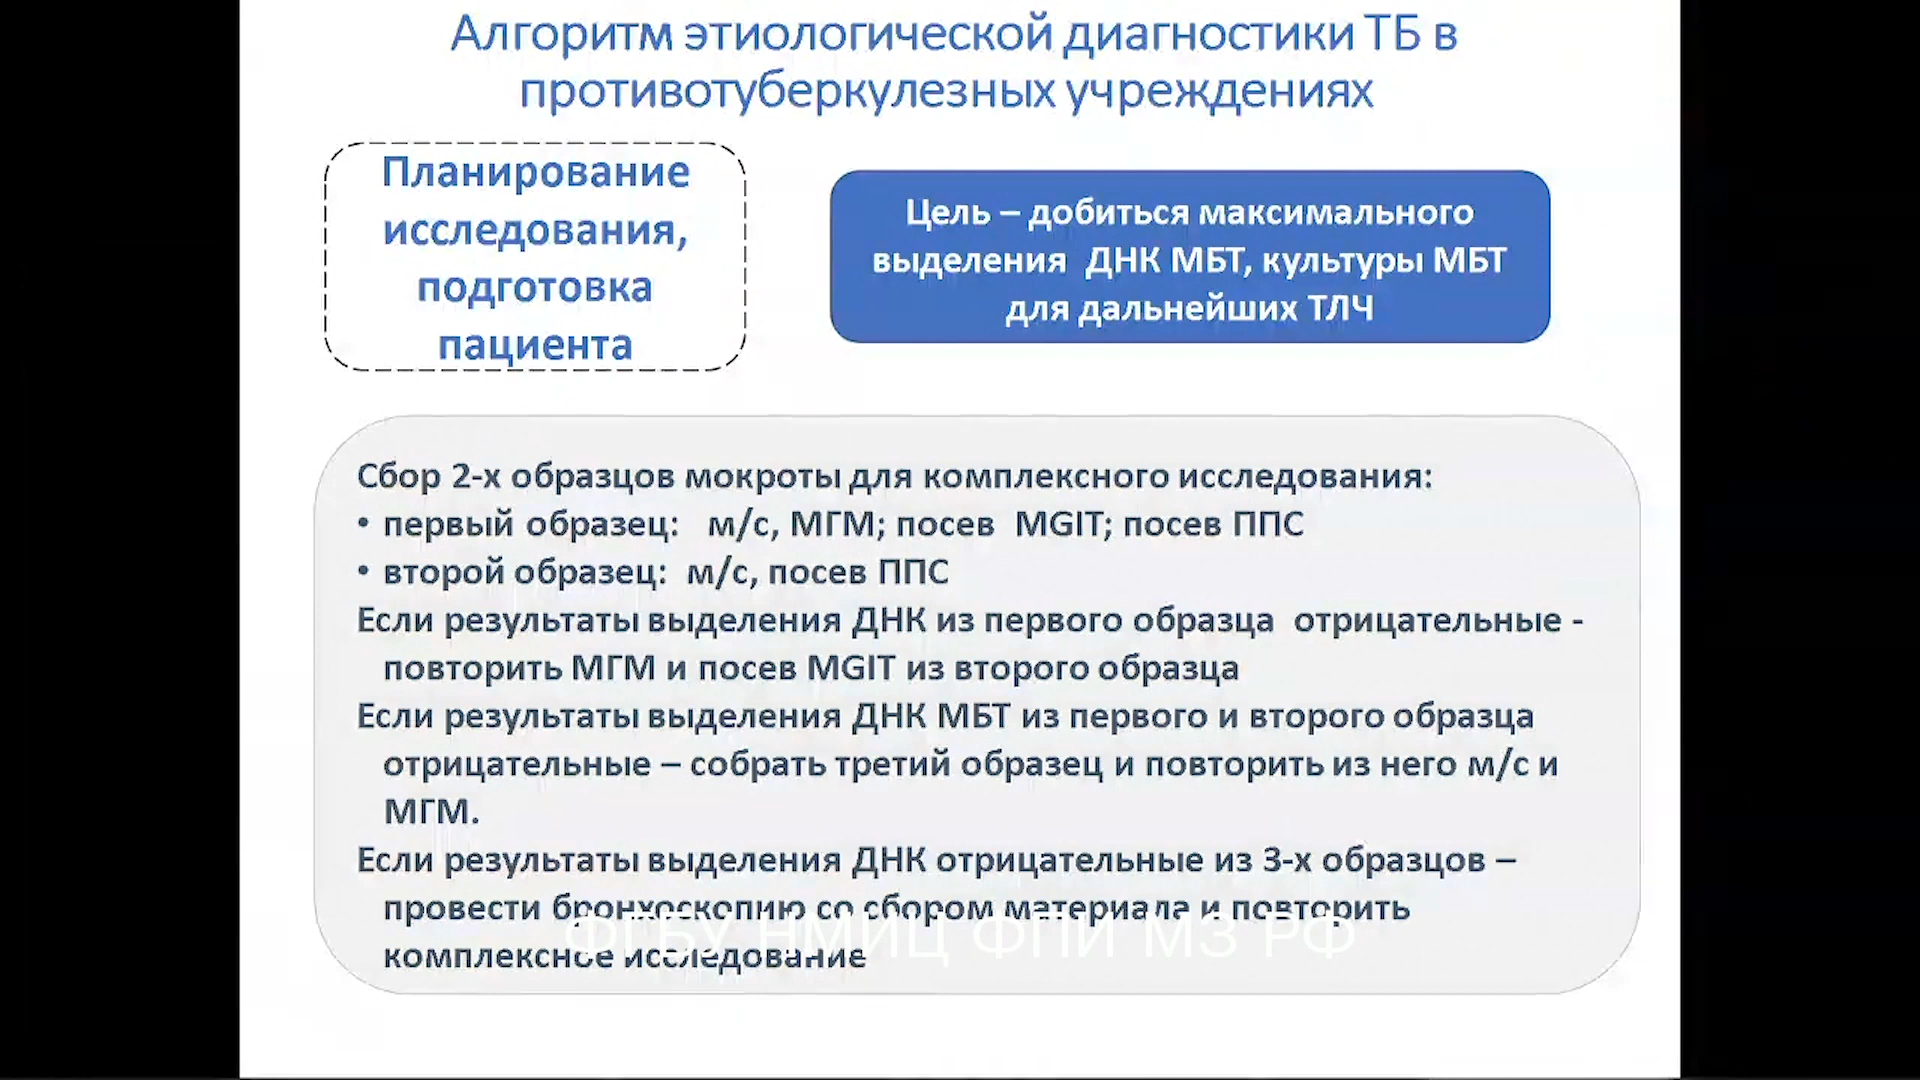 Алгоритм этиологической диагностики ТБ в
противотуберкулезных учреждениях
Планирование
исследования,
подготовка
пациента
Цель – добиться максимального
выделения ДНК МБТ, культуры МБТ
для дальнейших ТЛЧ
Сбор 2-х образцов мокроты для комплексного исследования:
• первый образец: м/с, МГМ; посев MGIT; посев ППС
• второй образец: м/с, посев ППС
Если результаты выделения ДНК из первого образца отрицательные -
повторить МГМ и посев MGIT из второго образца
Если результаты выделения ДНК МБТ из первого и второго образца
отрицательные – собрать третий образец и повторить из него м/с и
МГМ.
Если результаты выделения ДНК отрицательные из 3-х образцов –
провести бронхоскопию со сбором материала и повторить
комплексное исследование
ФГБУ НМИЦ ФПИ МЗ РФ